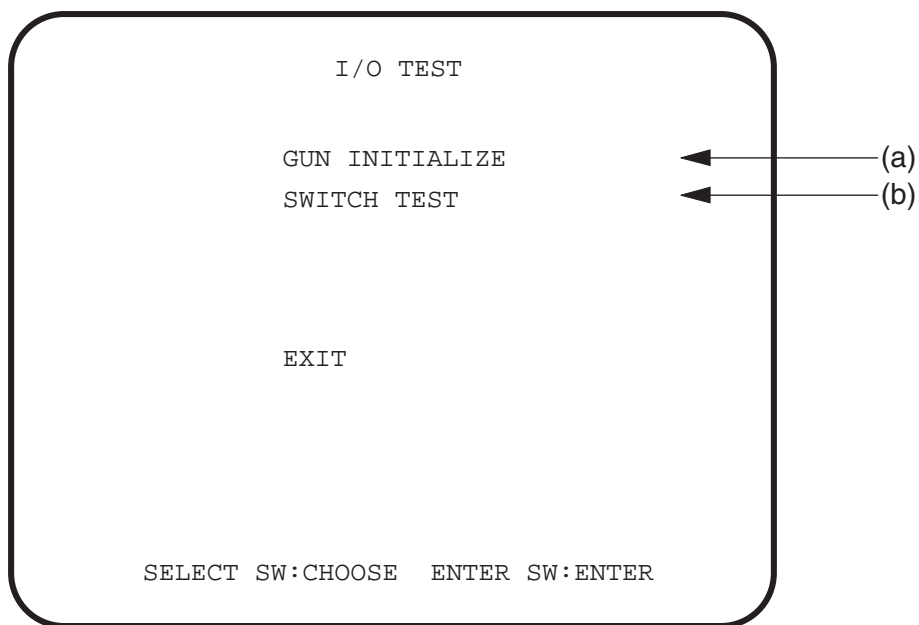 I/O TEST
GUN INITIALIZE (a)
SWITCH TEST (b)
EXIT
SELECT SW:CHOOSE ENTER SW:ENTER